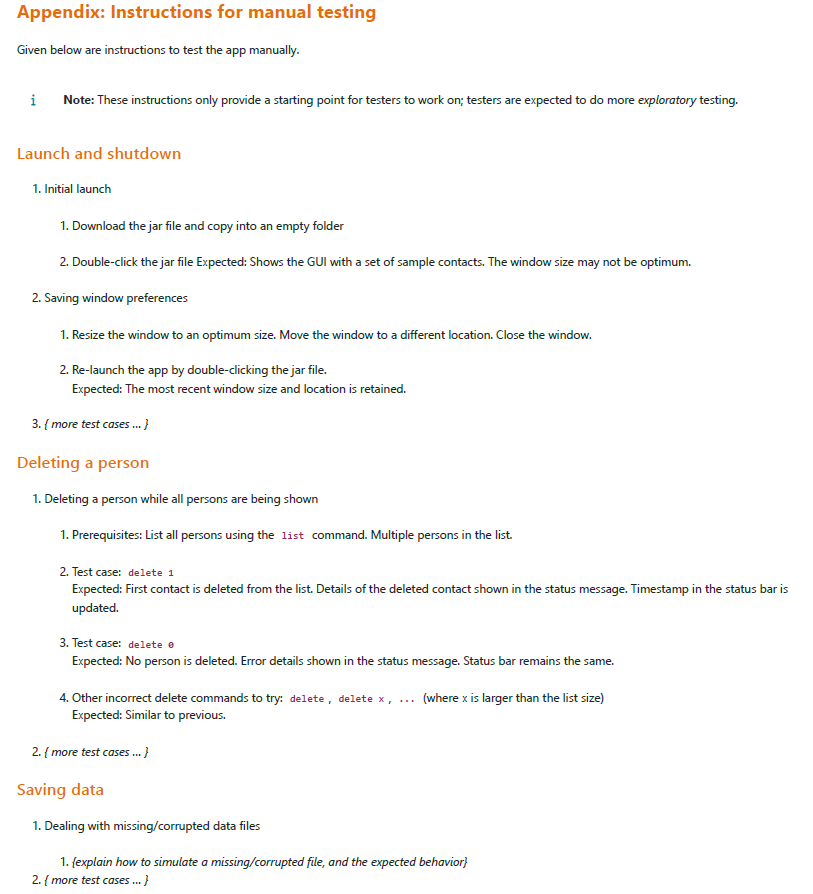 Appendix: Instructions for manual testing
Given below are instructions to test the app manually.
i Note: These instructions only provide a starting point for testers to work on; testers are expected to do more exploratory testing.
Launch and shutdown
1. Initial launch
1. Download the jar file and copy into an empty folder
2. Double-click the jar file Expected: Shows the GUI with a set of sample contacts. The window size may not be optimum.
2. Saving window preferences
1. Resize the window to an optimum size. Move the window to a different location. Close the window.
2. Re-launch the app by double-clicking the jar file.
Expected: The most recent window size and location is retained.
3. { more test cases ... }
Deleting a person
1. Deleting a person while all persons are being shown
1. Prerequisites: List all persons using the list command. Multiple persons in the list.
2. Test case: delete 1
Expected: First contact is deleted from the list. Details of the deleted contact shown in the status message. Timestamp in the status bar is
updated.
3. Test case: delete 0
Expected: No person is deleted. Error details shown in the status message. Status bar remains the same.
4. Other incorrect delete commands to try: delete, delete x, ... (where x is larger than the list size)
Expected: Similar to previous.
2. { more test cases ... }
Saving data
1. Dealing with missing/corrupted data files
1. {explain how to simulate a missing/corrupted file, and the expected behavior}
2. { more test cases ... }